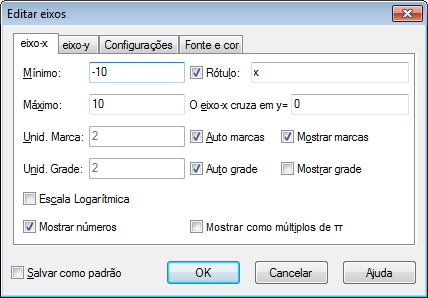 Editar eixos
eixo-x eixo-y Configurações Fonte e cor
Mínimo: -10 Rótulo: x
Máximo: 10 O eixo-x cruza em y= 0
Unid. Marca: 2 Auto marcas Mostrar marcas
Unid. Grade: 2 Auto grade Mostrar grade
Escala Logarítmica
Mostrar números Mostrar como múltiplos de π
Salvar como padrão OK Cancelar Ajuda